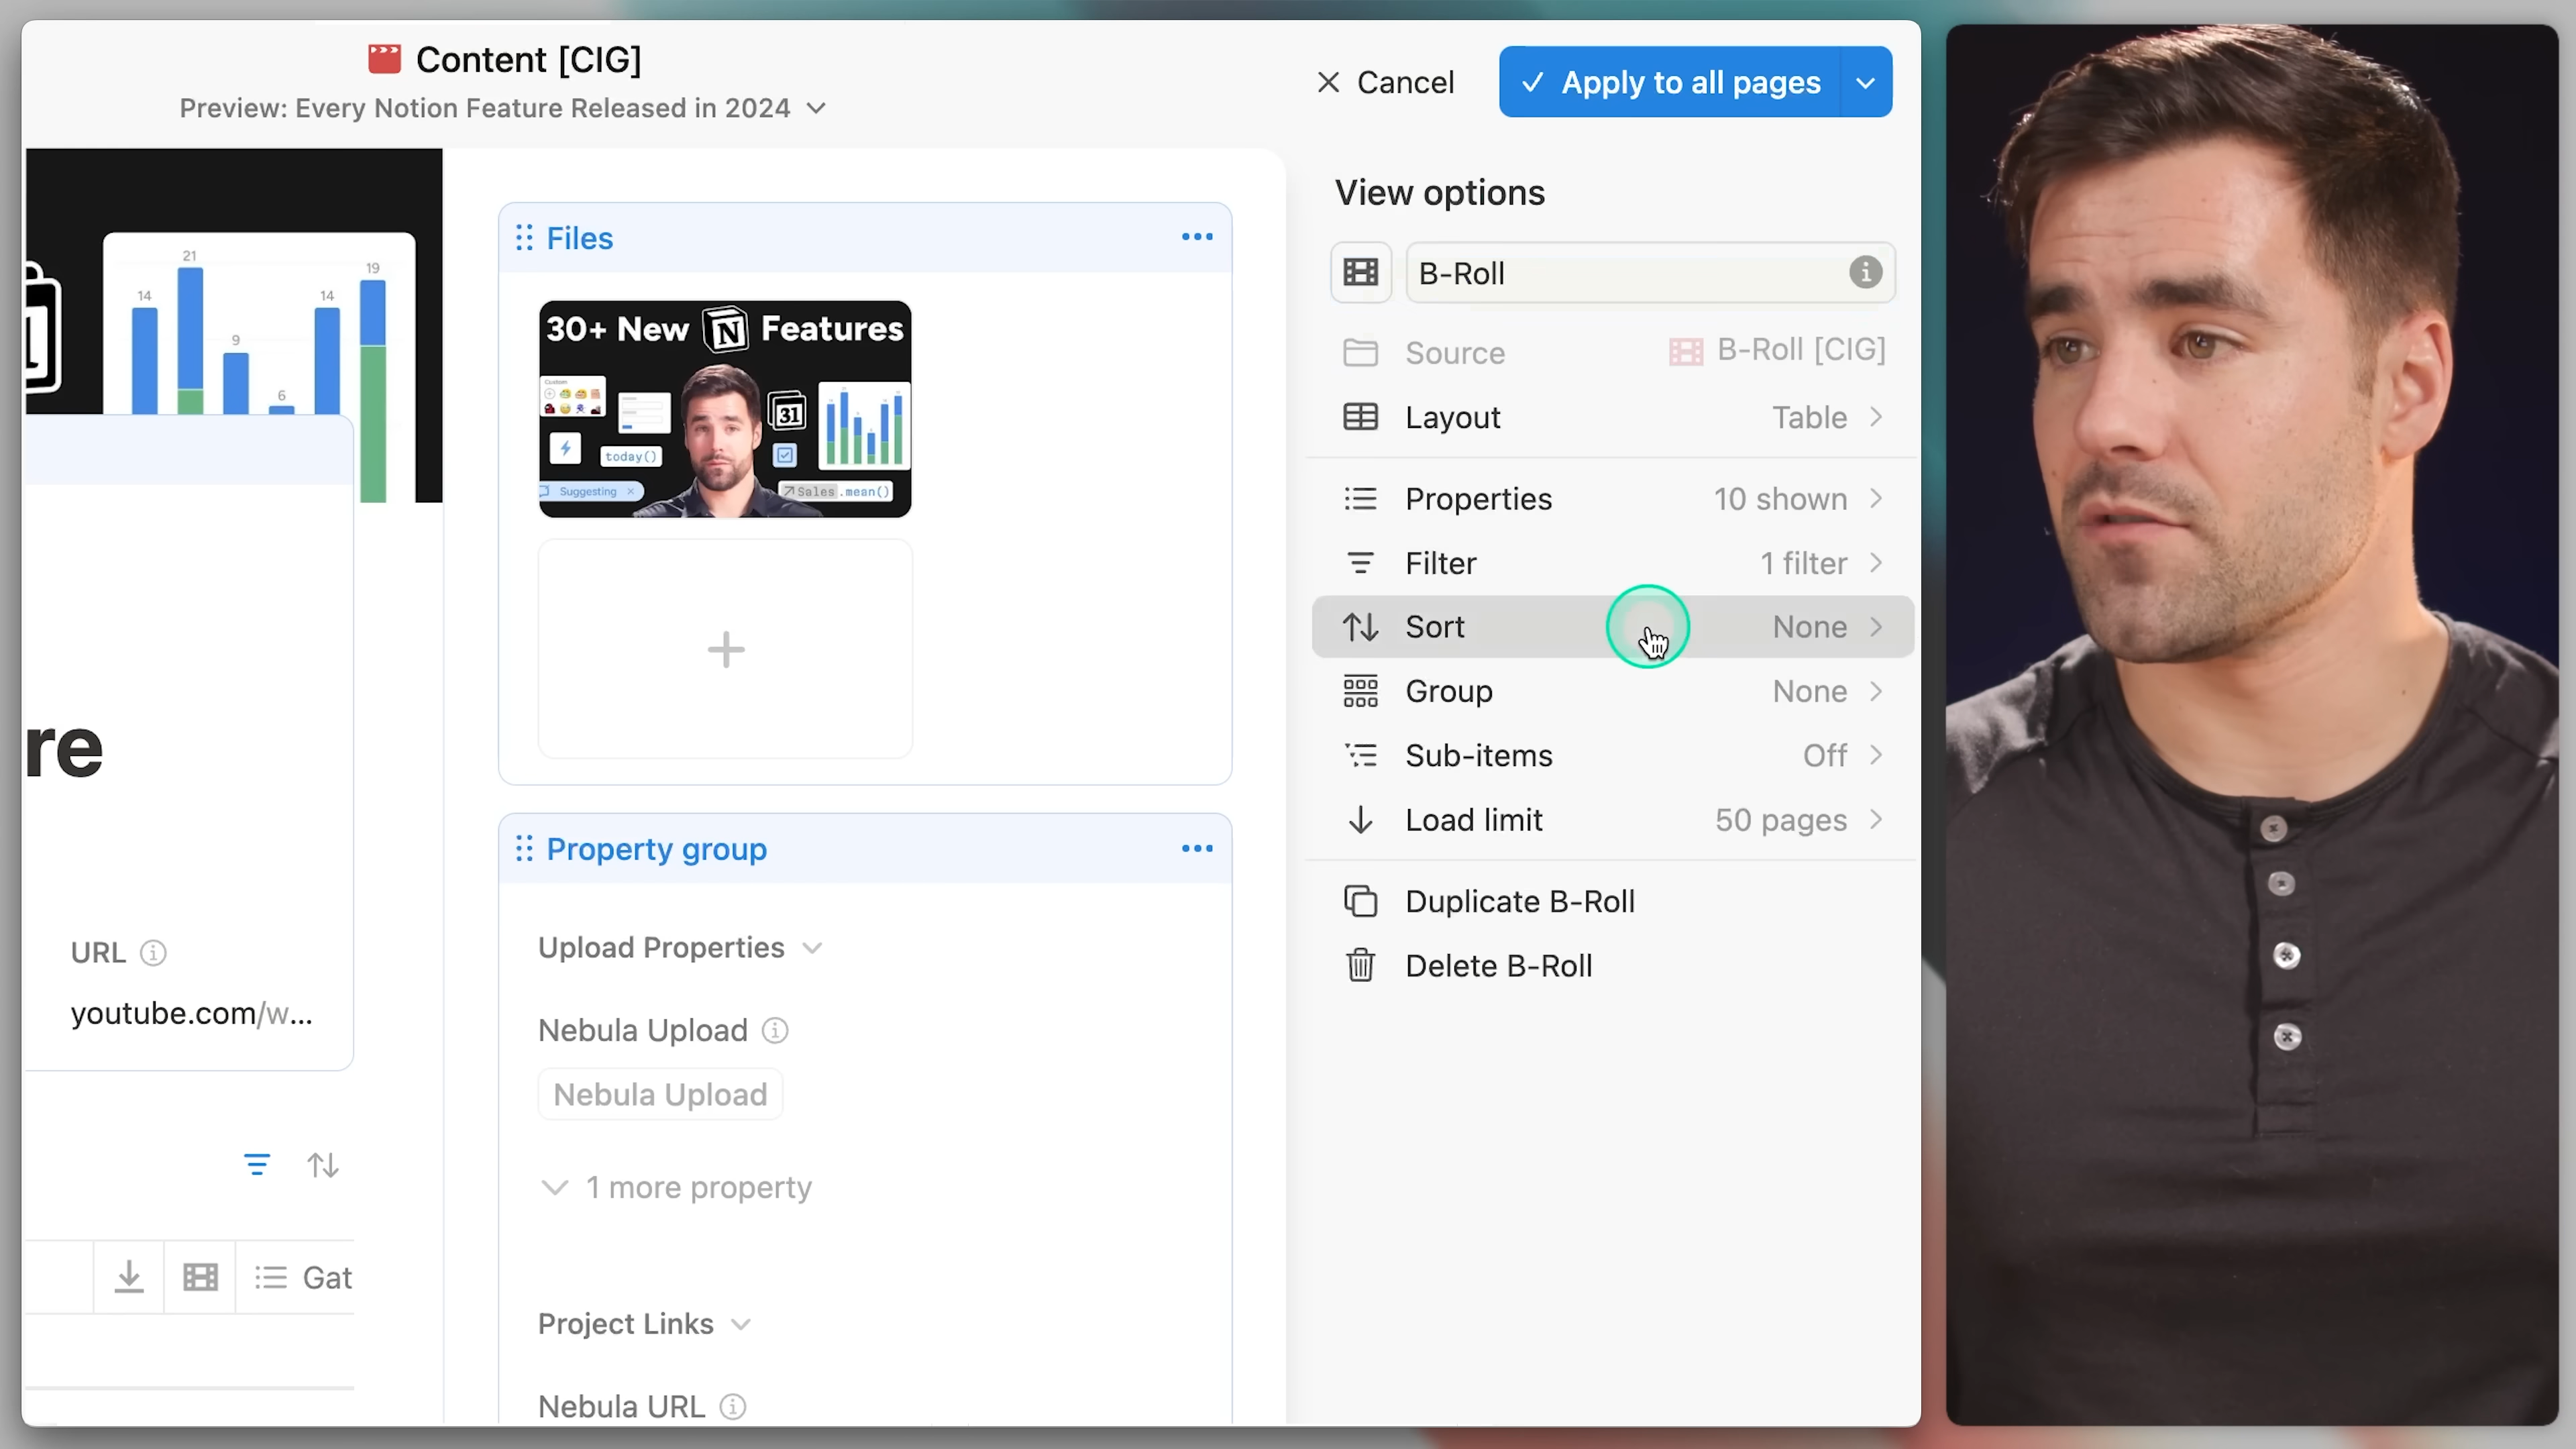 Content [CIG]
Preview: Every Notion Feature Released in 2024
Cancel
Apply to all pages
14
21
9
6
14
19
re
URL
youtube.com/w...
Gat
Files
30+ New N Features
31
today()
Suggesting
Sales.mean()
Property group
Upload Properties
Nebula Upload
Nebula Upload
1 more property
Project Links
Nebula URL
View options
B-Roll
Source B-Roll [CIG]
Layout Table
Properties 10 shown
Filter 1 filter
Sort None
Group None
Sub-items Off
Load limit 50 pages
Duplicate B-Roll
Delete B-Roll